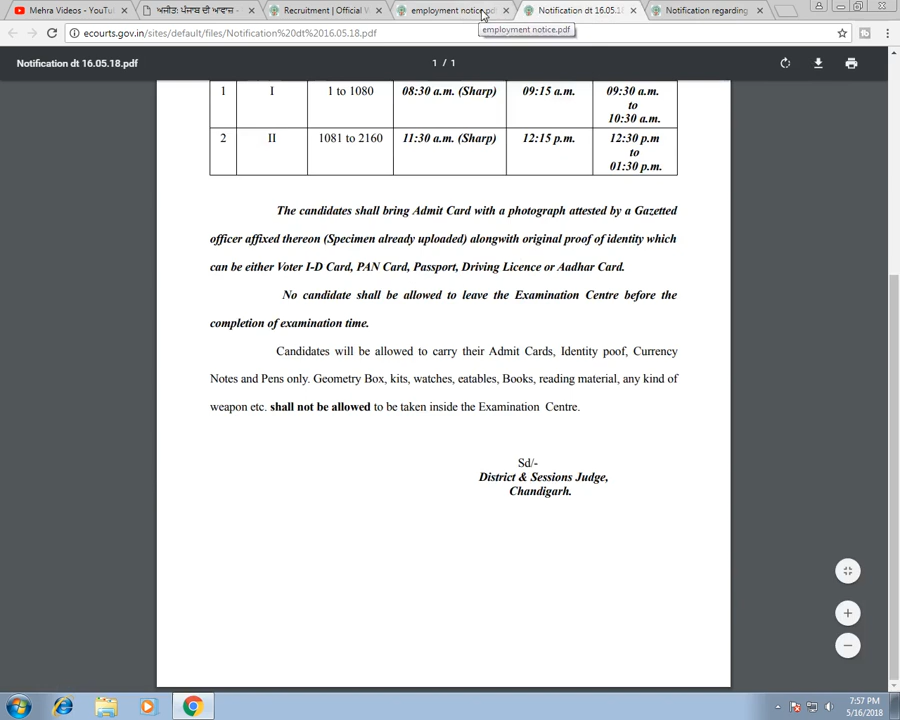 Mehra Videos - YouTu
ਅਜੀਤ: ਪੰਜਾਬ ਦੀ ਆਵਾਜ਼ -
Recruitment | Official W
employment notice.pdf
Notification dt 16.05.18
Notification regarding
ecourts.gov.in/sites/default/files/Notification%20dt%2016.05.18.pdf
employment notice.pdf
Notification dt 16.05.18.pdf
1 / 1
1 I 1 to 1080 08:30 a.m. (Sharp) 09:15 a.m. 09:30 a.m.
to
10:30 a.m.
2 II 1081 to 2160 11:30 a.m. (Sharp) 12:15 p.m. 12:30 p.m
to
01:30 p.m.
The candidates shall bring Admit Card with a photograph attested by a Gazetted
officer affixed thereon (Specimen already uploaded) alongwith original proof of identity which
can be either Voter I-D Card, PAN Card, Passport, Driving Licence or Aadhar Card.
No candidate shall be allowed to leave the Examination Centre before the
completion of examination time.
Candidates will be allowed to carry their Admit Cards, Identity poof, Currency
Notes and Pens only. Geometry Box, kits, watches, eatables, Books, reading material, any kind of
weapon etc. shall not be allowed to be taken inside the Examination Centre.
Sd/-
District & Sessions Judge,
Chandigarh.
7:57 PM
5/16/2018